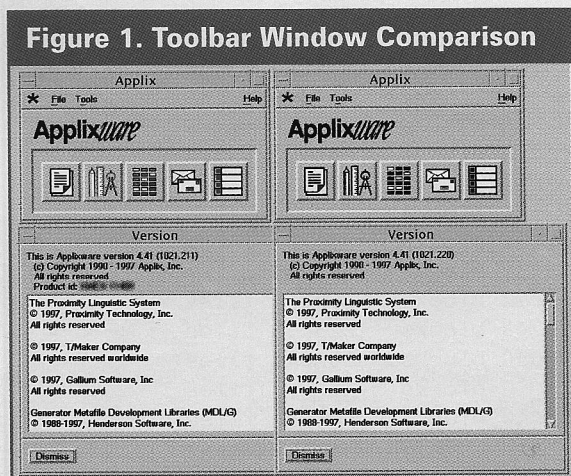 Figure 1. Toolbar Window Comparison
Applix
File Tools Help
Applixware
Version
This is Applixware version 4.41 (1021.211)
(c) Copyright 1990 - 1997 Applix, Inc.
All rights reserved
Product id:
The Proximity Linguistic System
© 1997, Proximity Technology, Inc.
All rights reserved
© 1997, T/Maker Company
All rights reserved worldwide
© 1997, Gallium Software, Inc
All rights reserved
Generator Metafile Development Libraries (MDL/G)
© 1988-1997, Henderson Software, Inc.
Dismiss
Applix
File Tools Help
Applixware
Version
This is Applixware version 4.41 (1021.220)
(c) Copyright 1990 - 1997 Applix, Inc.
All rights reserved
The Proximity Linguistic System
© 1997, Proximity Technology, Inc.
All rights reserved
© 1997, T/Maker Company
All rights reserved worldwide
© 1997, Gallium Software, Inc
All rights reserved
Generator Metafile Development Libraries (MDL/G)
© 1988-1997, Henderson Software, Inc.
Dismiss